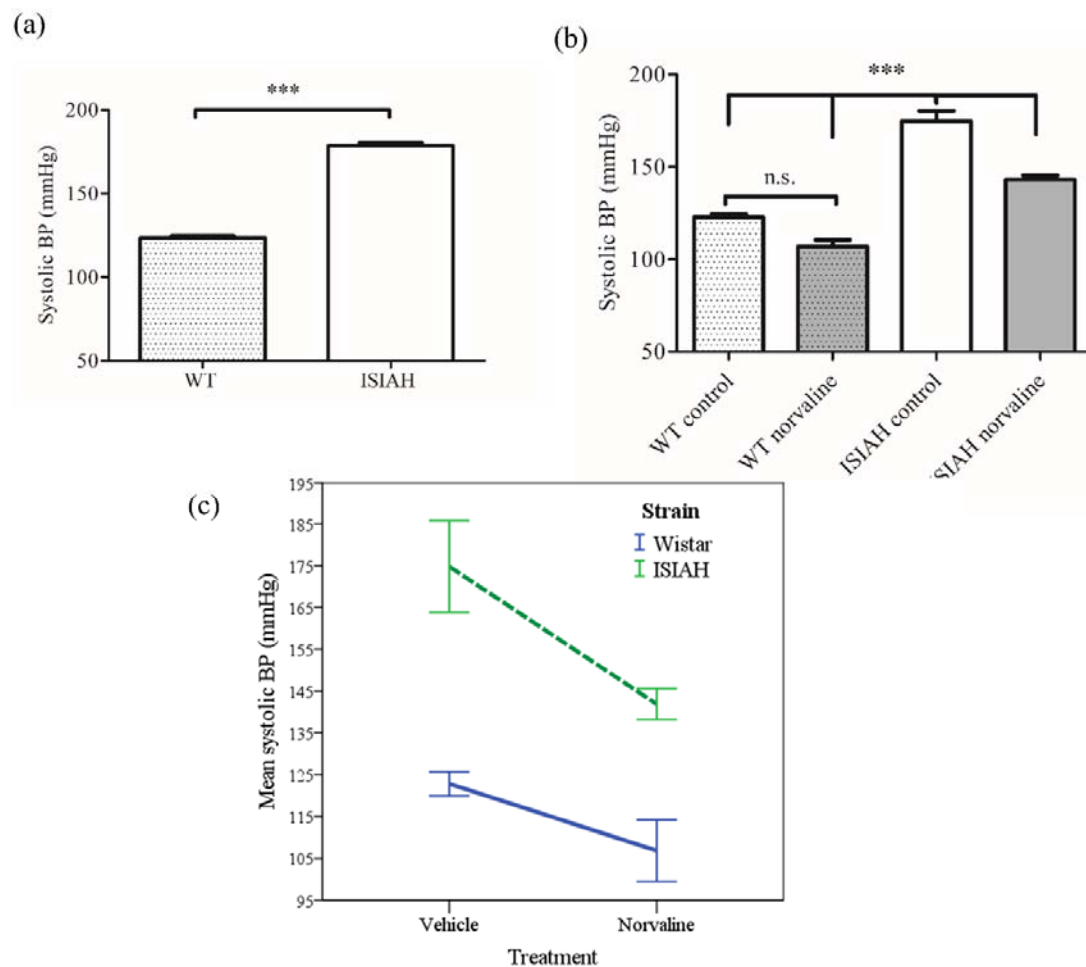 (a)
***
200
150
100
50
Systolic BP (mmHg)
WT
ISIAH
(b)
***
n.s.
200
150
100
50
Systolic BP (mmHg)
WT control
WT norvaline
ISIAH control
ISIAH norvaline
(c)
195
185
175
165
155
145
135
125
115
105
95
Mean systolic BP (mmHg)
Strain
Wistar
ISIAH
Vehicle
Norvaline
Treatment